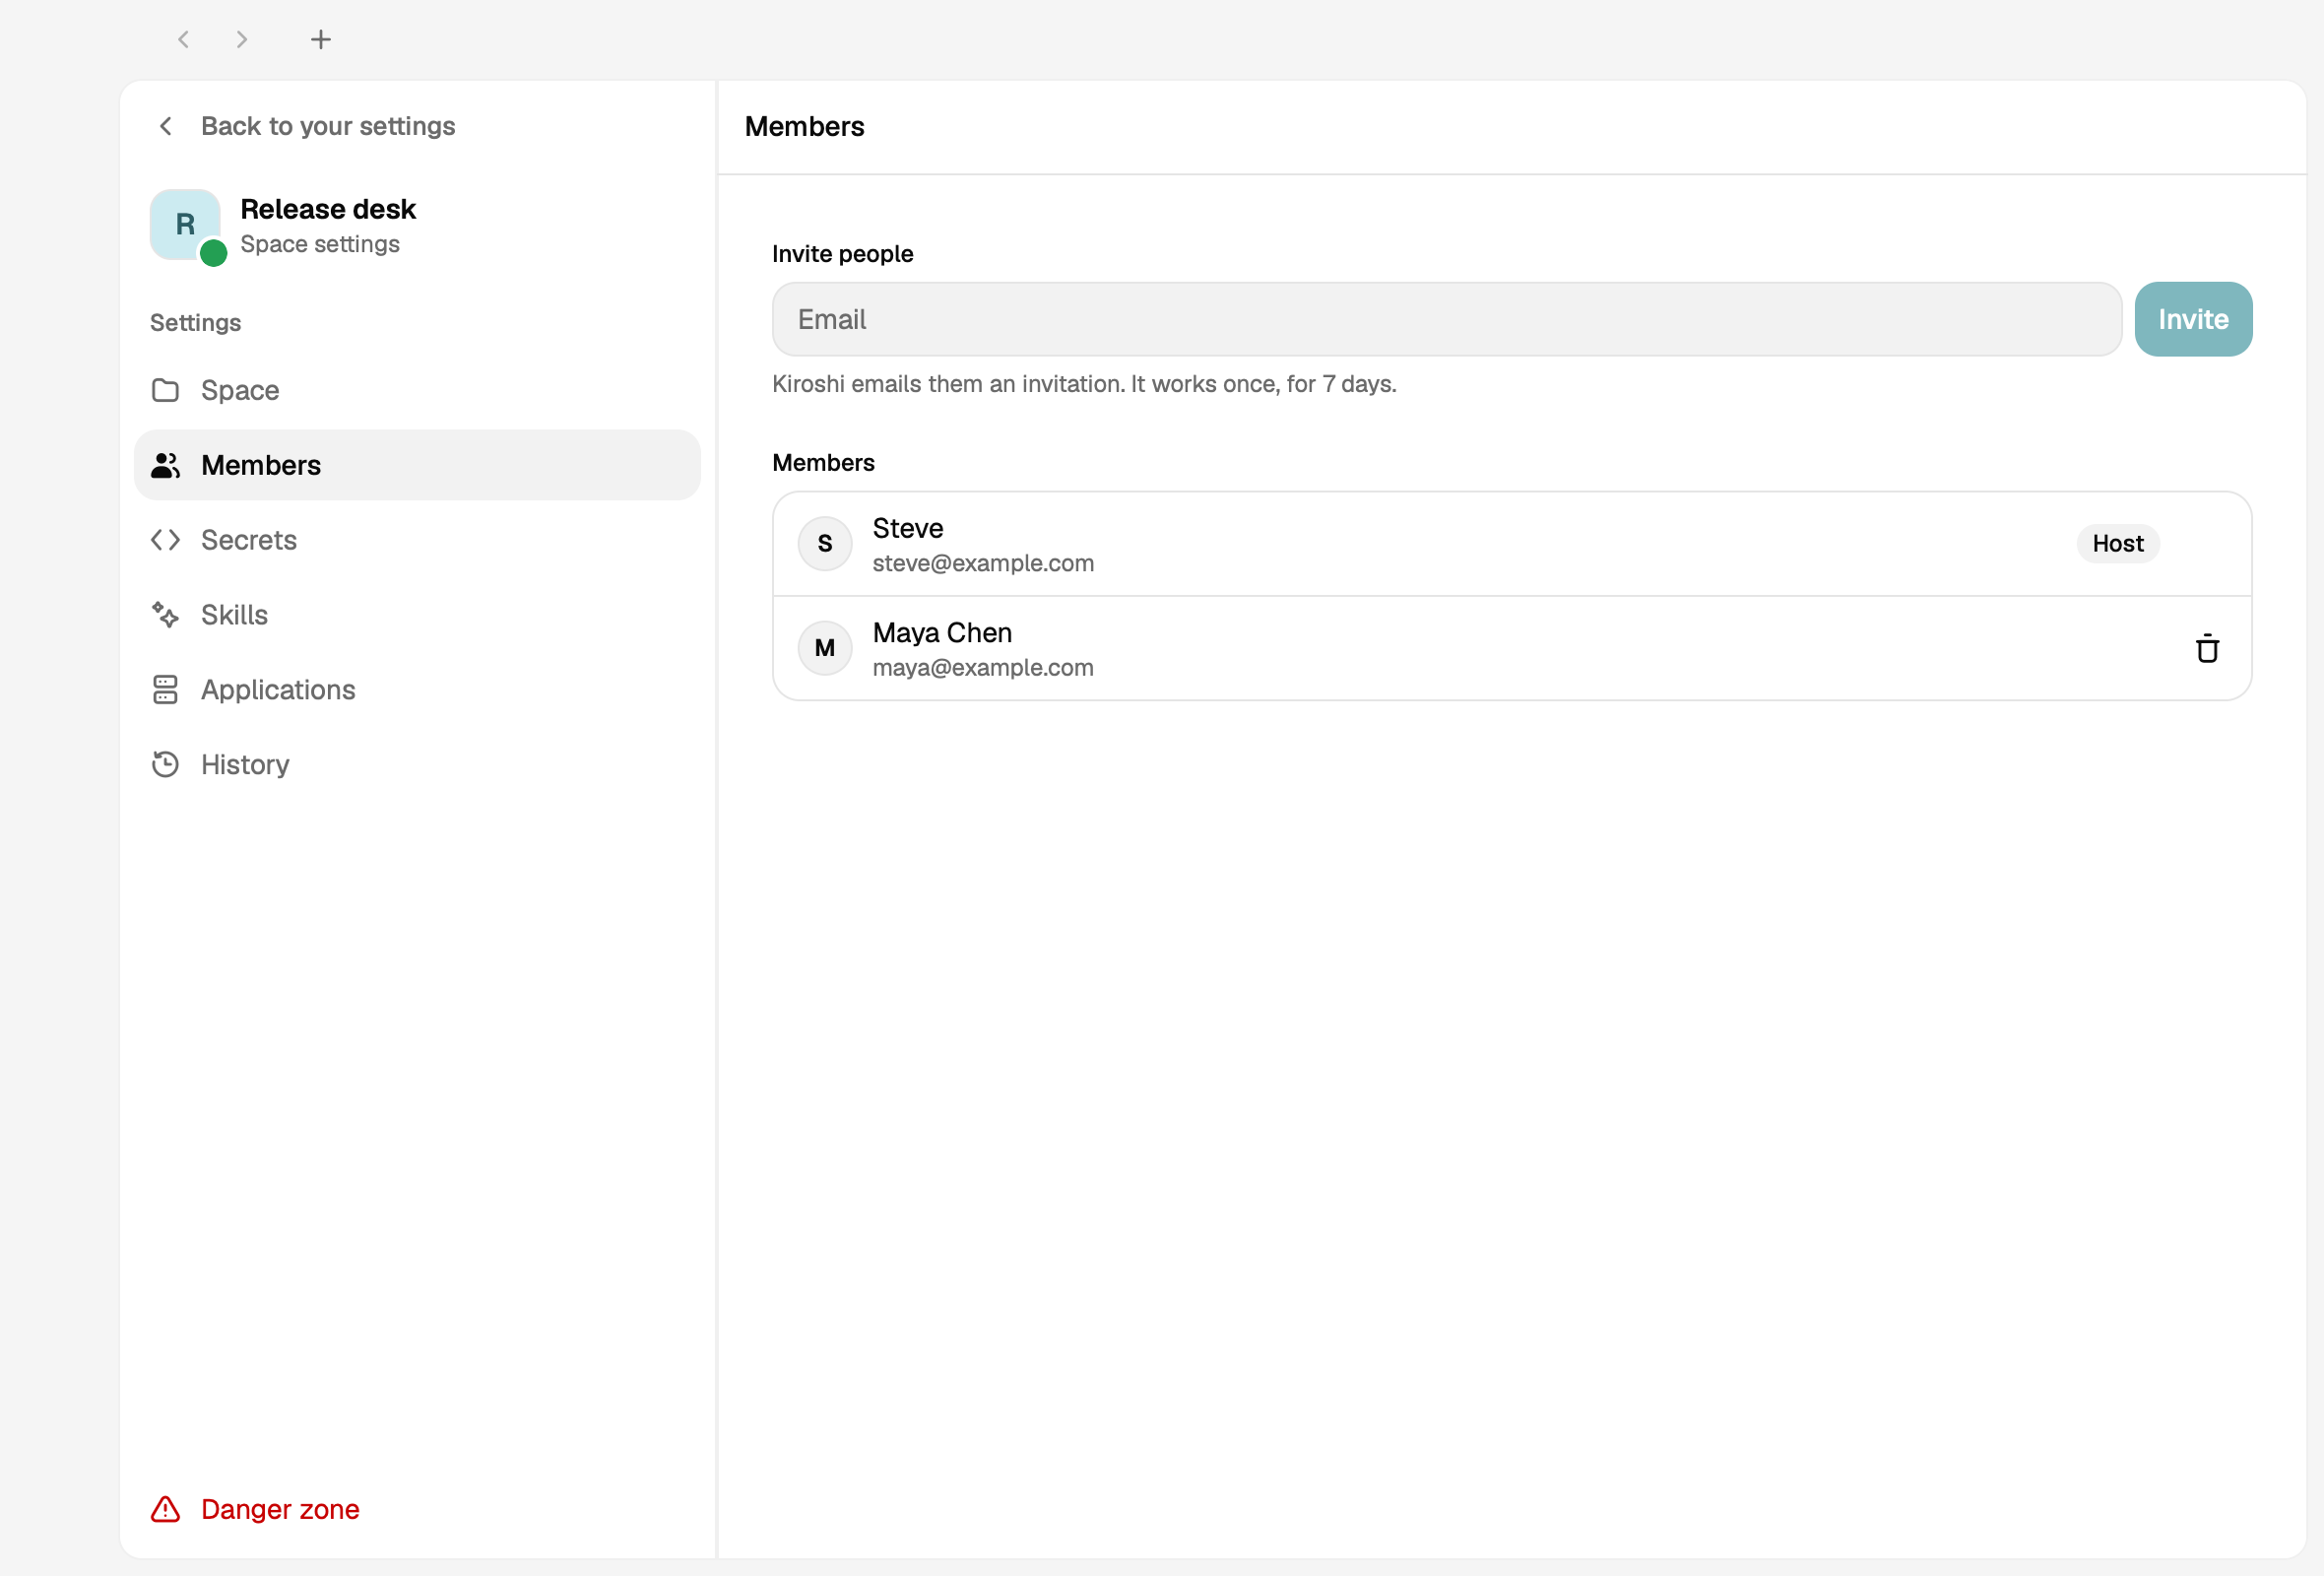 Back to your settings
R
Release desk
Space settings
Settings
Space
Members
Secrets
Skills
Applications
History
Danger zone
Members
Invite people
Email
Invite
Kiroshi emails them an invitation. It works once, for 7 days.
Members
S
Steve
steve@example.com
Host
M
Maya Chen
maya@example.com